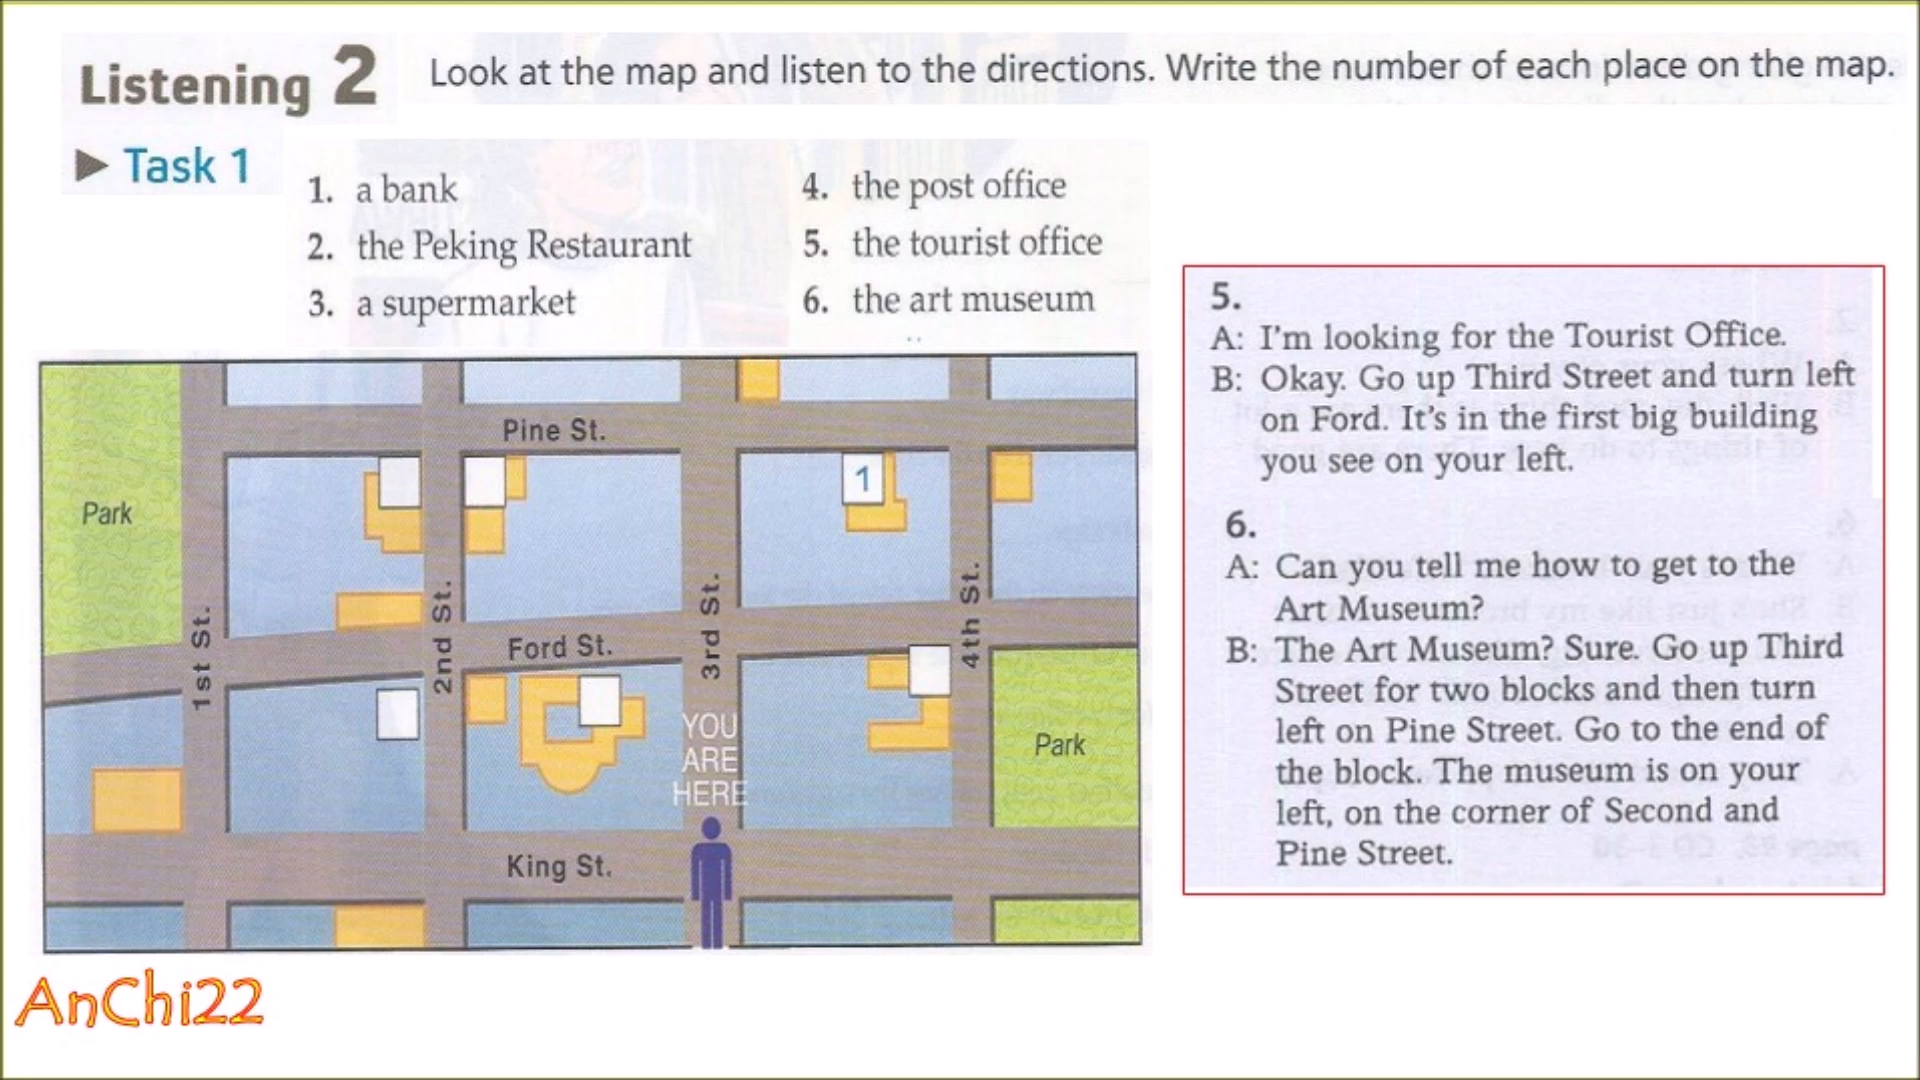 Listening 2
Look at the map and listen to the directions. Write the number of each place on the map.
▶ Task 1
1. a bank
2. the Peking Restaurant
3. a supermarket
4. the post office
5. the tourist office
6. the art museum
Pine St.
Park
1
1st St.
2nd St.
Ford St.
3rd St.
4th St.
YOU
ARE
HERE
Park
King St.
5.
A: I'm looking for the Tourist Office.
B: Okay. Go up Third Street and turn left
on Ford. It's in the first big building
you see on your left.
6.
A: Can you tell me how to get to the
Art Museum?
B: The Art Museum? Sure. Go up Third
Street for two blocks and then turn
left on Pine Street. Go to the end of
the block. The museum is on your
left, on the corner of Second and
Pine Street.
AnChi22